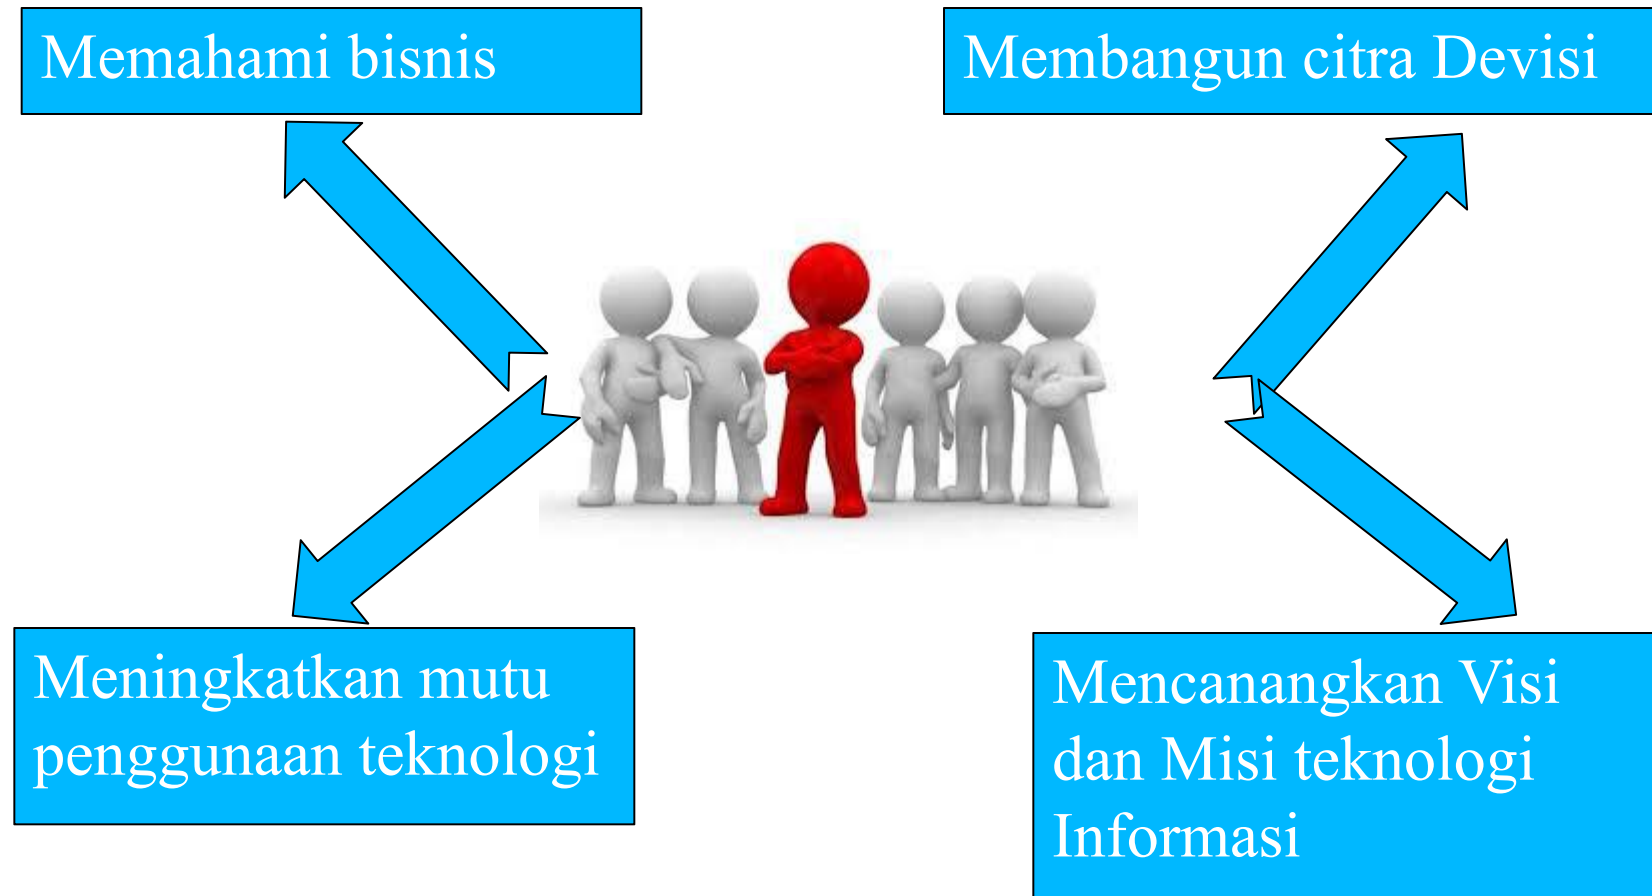 Memahami bisnis
Membangun citra Devisi
Meningkatkan mutu
penggunaan teknologi
Mencanangkan Visi
dan Misi teknologi
Informasi